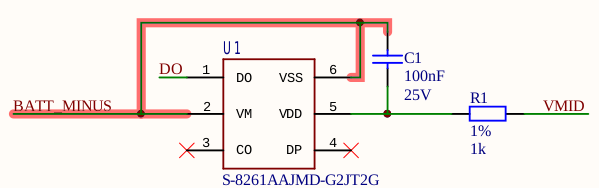 U1
DO
1
DO
VSS
6
C1
100nF
25V
BATT_MINUS
2
VM
VDD
5
R1
VMID
1%
1k
3
CO
DP
4
S-8261AAJMD-G2JT2G